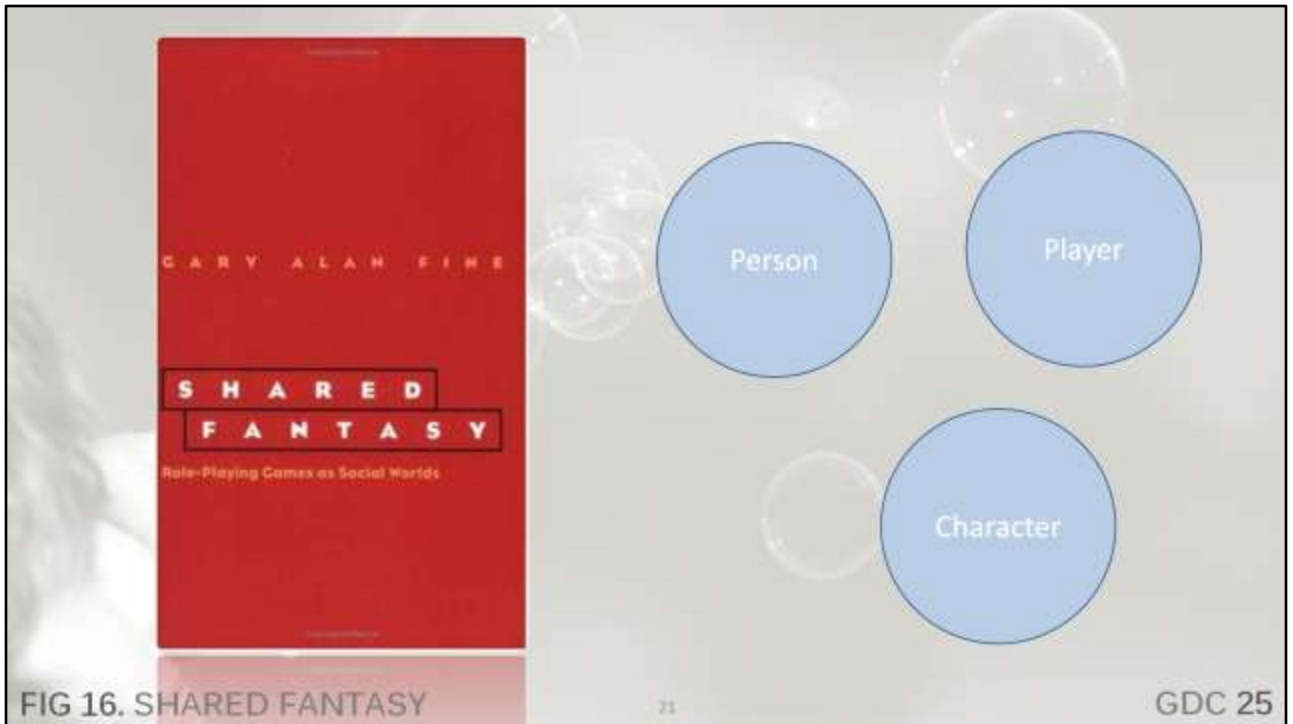 GARY ALAN FINE
SHARED
FANTASY
Role-Playing Games as Social Worlds
Person
Player
Character
FIG 16. SHARED FANTASY
21
GDC 25